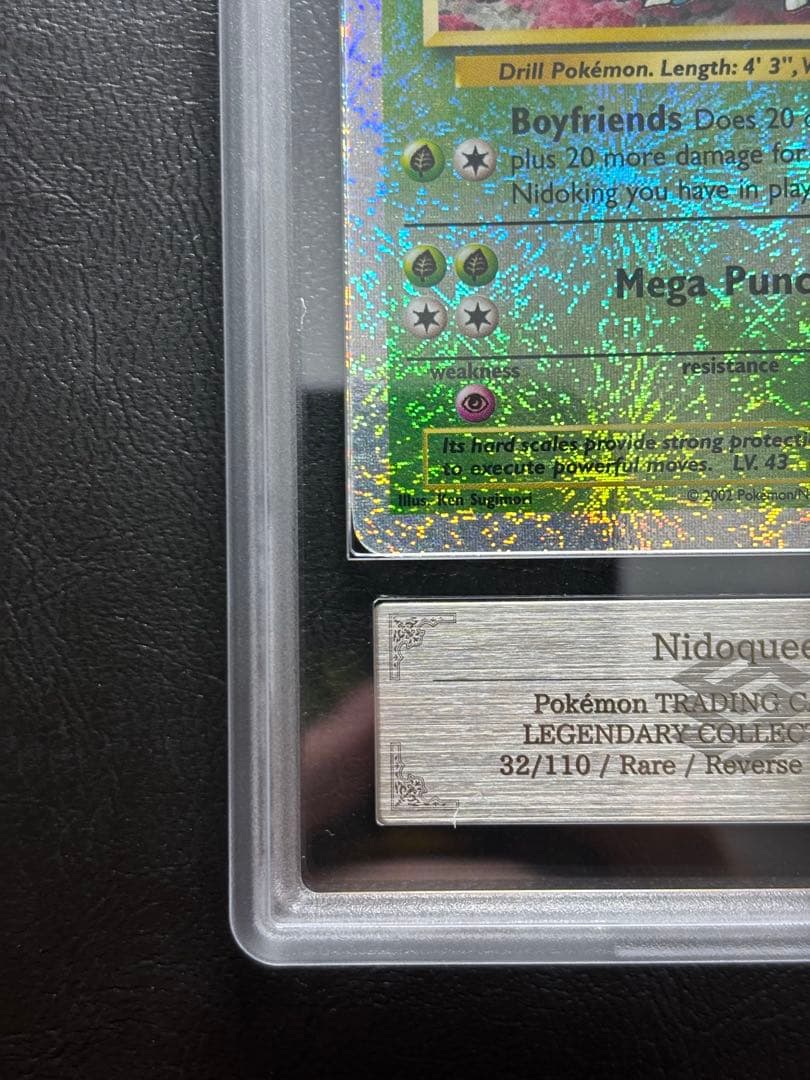 Drill Pokémon. Length: 4' 3", W
Boyfriends Does 20
plus 20 more damage for
Nidoking you have in play
Mega Punc
weakness
resistance
Its hard scales provide strong protecti
to execute powerful moves. LV. 43
Illus. Ken Sugimori
© 2002 Pokémon/N
Nidoquee
Pokémon TRADING C
LEGENDARY COLLEC
32/110 / Rare / Reverse